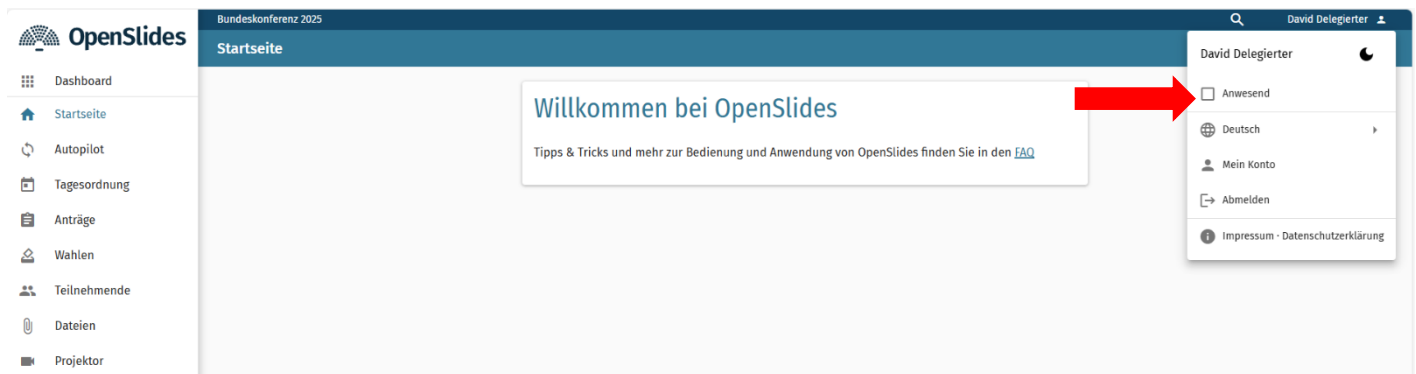 OpenSlides
Dashboard
Startseite
Autopilot
Tagesordnung
Anträge
Wahlen
Teilnehmende
Dateien
Projektor
Bundeskonferenz 2025
David Delegierter
Startseite
Willkommen bei OpenSlides
Tipps & Tricks und mehr zur Bedienung und Anwendung von OpenSlides finden Sie in den FAQ
David Delegierter
Anwesend
Deutsch
Mein Konto
Abmelden
Impressum · Datenschutzerklärung